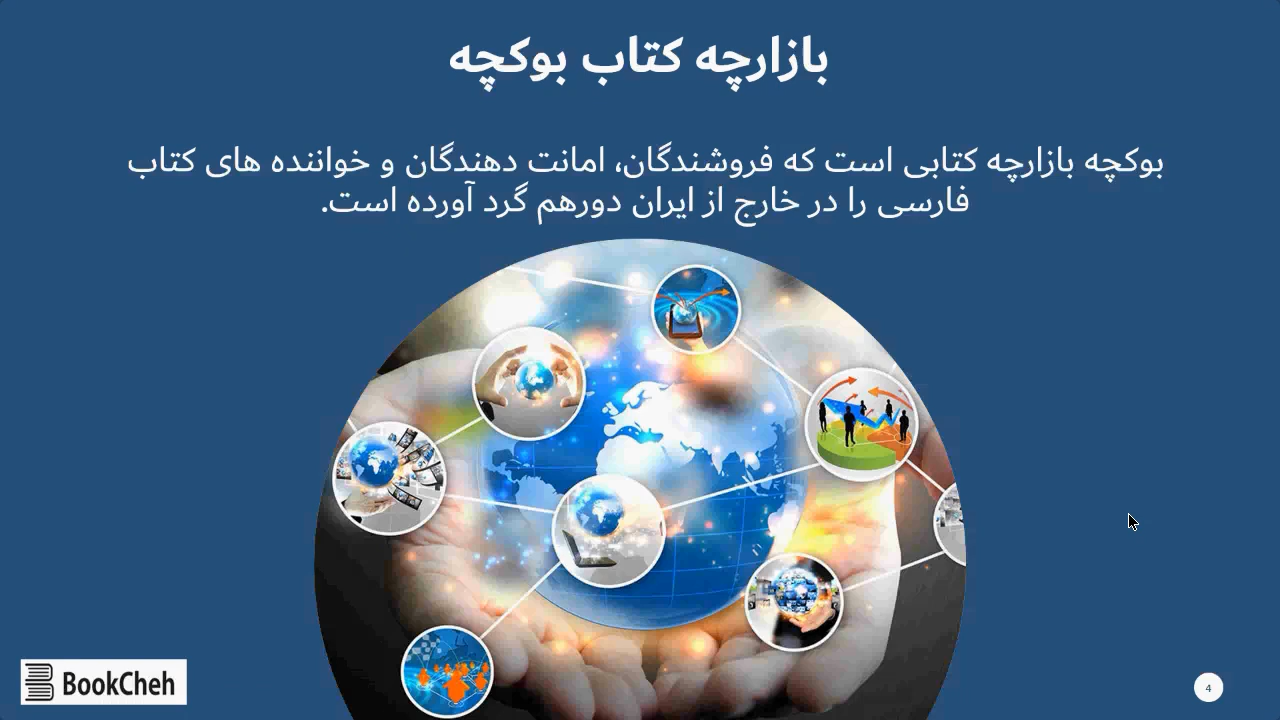 بازارچه کتاب بوکچه
بوکچه بازارچه کتابی است که فروشندگان، امانت دهندگان و خواننده های کتاب
فارسی را در خارج از ایران دورهم گرد آورده است.
BookCheh
4